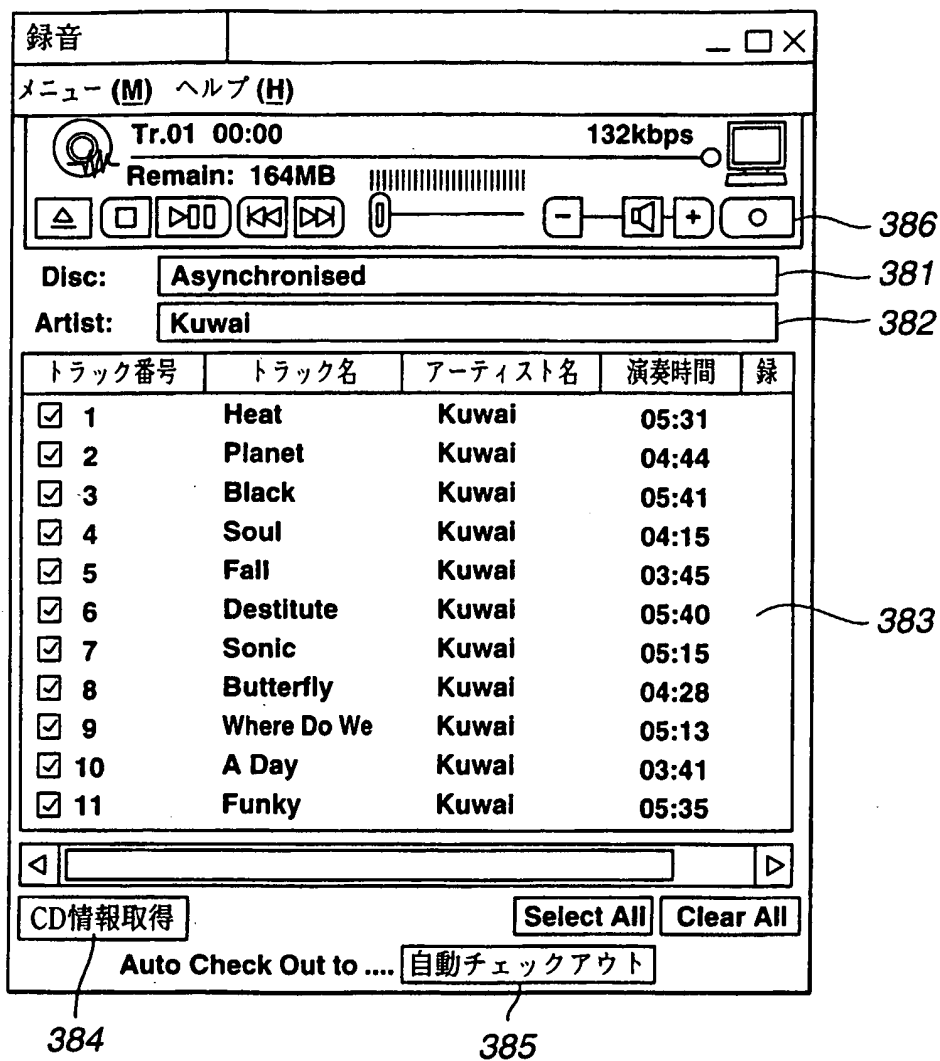 録音
メニュー (M) ヘルプ (H)
Tr.01 00:00 132kbps
Remain: 164MB
386
Disc: Asynchronised 381
Artist: Kuwai 382
トラック番号 トラック名 アーティスト名 演奏時間 録
1 Heat Kuwai 05:31
2 Planet Kuwai 04:44
3 Black Kuwai 05:41
4 Soul Kuwai 04:15
5 Fall Kuwai 03:45
6 Destitute Kuwai 05:40 383
7 Sonic Kuwai 05:15
8 Butterfly Kuwai 04:28
9 Where Do We Kuwai 05:13
10 A Day Kuwai 03:41
11 Funky Kuwai 05:35
CD情報取得 Select All Clear All
Auto Check Out to .... 自動チェックアウト
384 385